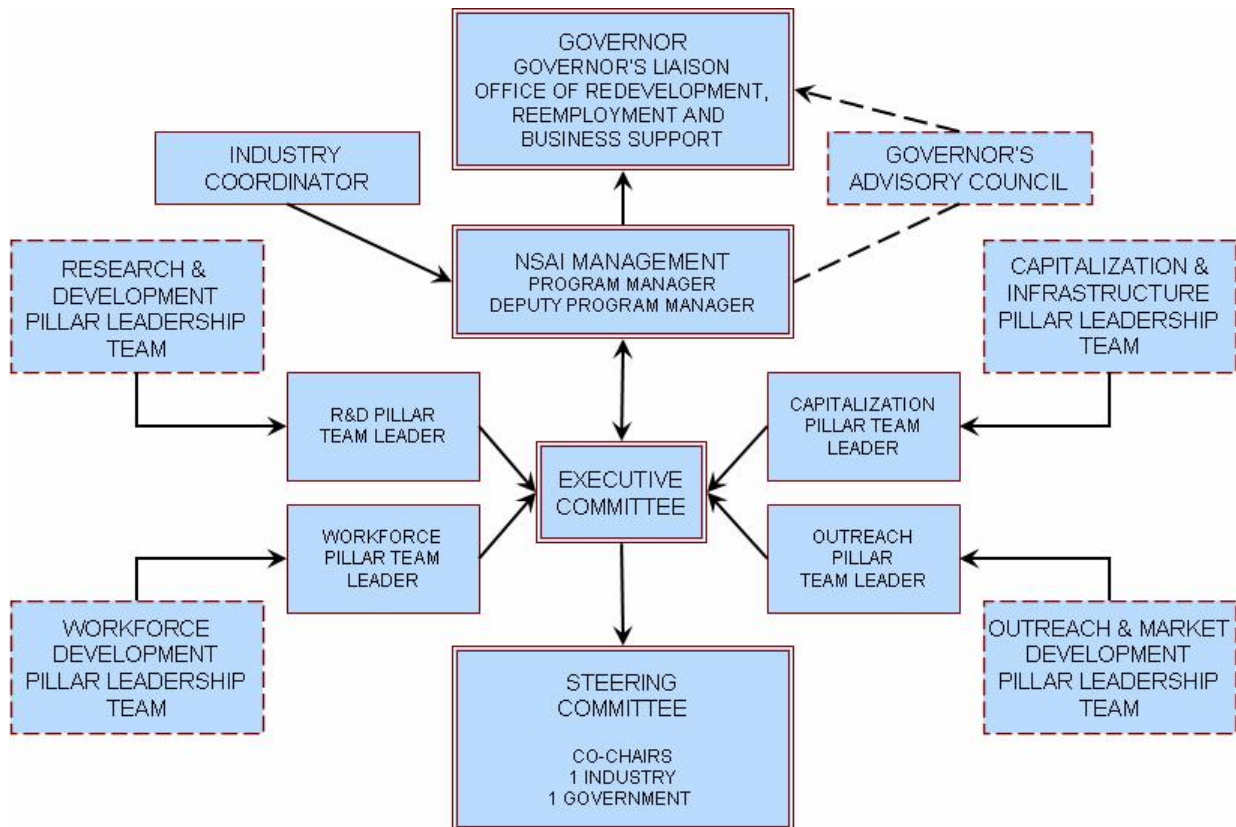 GOVERNOR
GOVERNOR'S LIAISON
OFFICE OF REDEVELOPMENT,
REEMPLOYMENT AND
BUSINESS SUPPORT
INDUSTRY
COORDINATOR
GOVERNOR'S
ADVISORY COUNCIL
NSAI MANAGEMENT
PROGRAM MANAGER
DEPUTY PROGRAM MANAGER
RESEARCH &
DEVELOPMENT
PILLAR LEADERSHIP
TEAM
CAPITALIZATION &
INFRASTRUCTURE
PILLAR LEADERSHIP
TEAM
R&D PILLAR
TEAM LEADER
CAPITALIZATION
PILLAR TEAM
LEADER
EXECUTIVE
COMMITTEE
WORKFORCE
PILLAR TEAM
LEADER
OUTREACH
PILLAR
TEAM LEADER
WORKFORCE
DEVELOPMENT
PILLAR LEADERSHIP
TEAM
OUTREACH & MARKET
DEVELOPMENT
PILLAR LEADERSHIP
TEAM
STEERING
COMMITTEE
CO-CHAIRS
1 INDUSTRY
1 GOVERNMENT